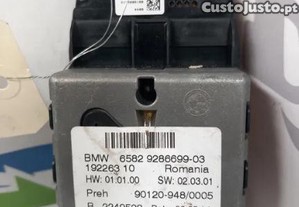 CustoJusto.pt
BMW 6582 9286699-03
192263 10 Romania
HW: 01.01.00 SW: 02.03.01
Preh 90120-948/0005